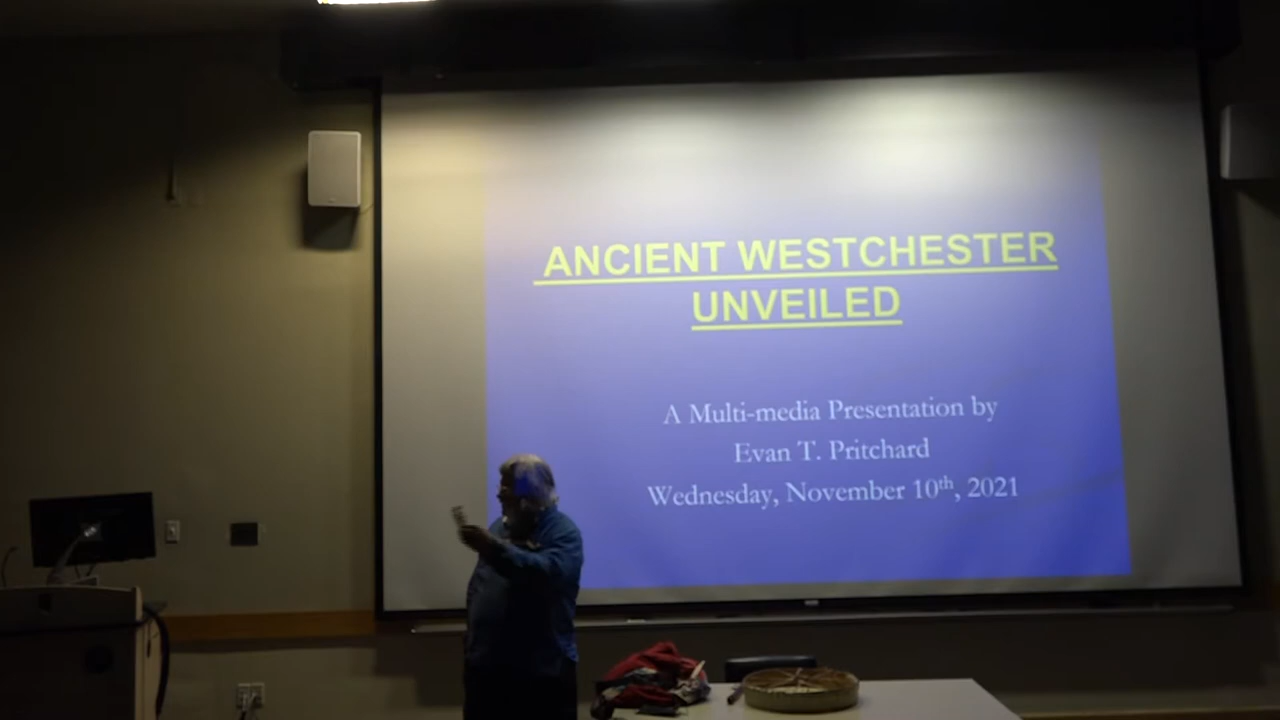 ANCIENT WESTCHESTER
UNVEILED
A Multi-media Presentation by
Evan T. Pritchard
Wednesday, November 10th, 2021